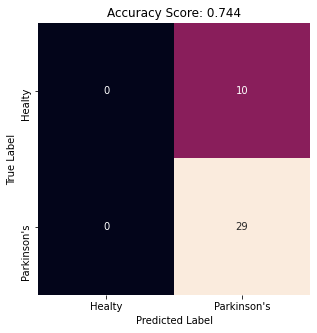 Accuracy Score: 0.744
True Label
Healty
0
10
Parkinson's
0
29
Healty
Parkinson's
Predicted Label